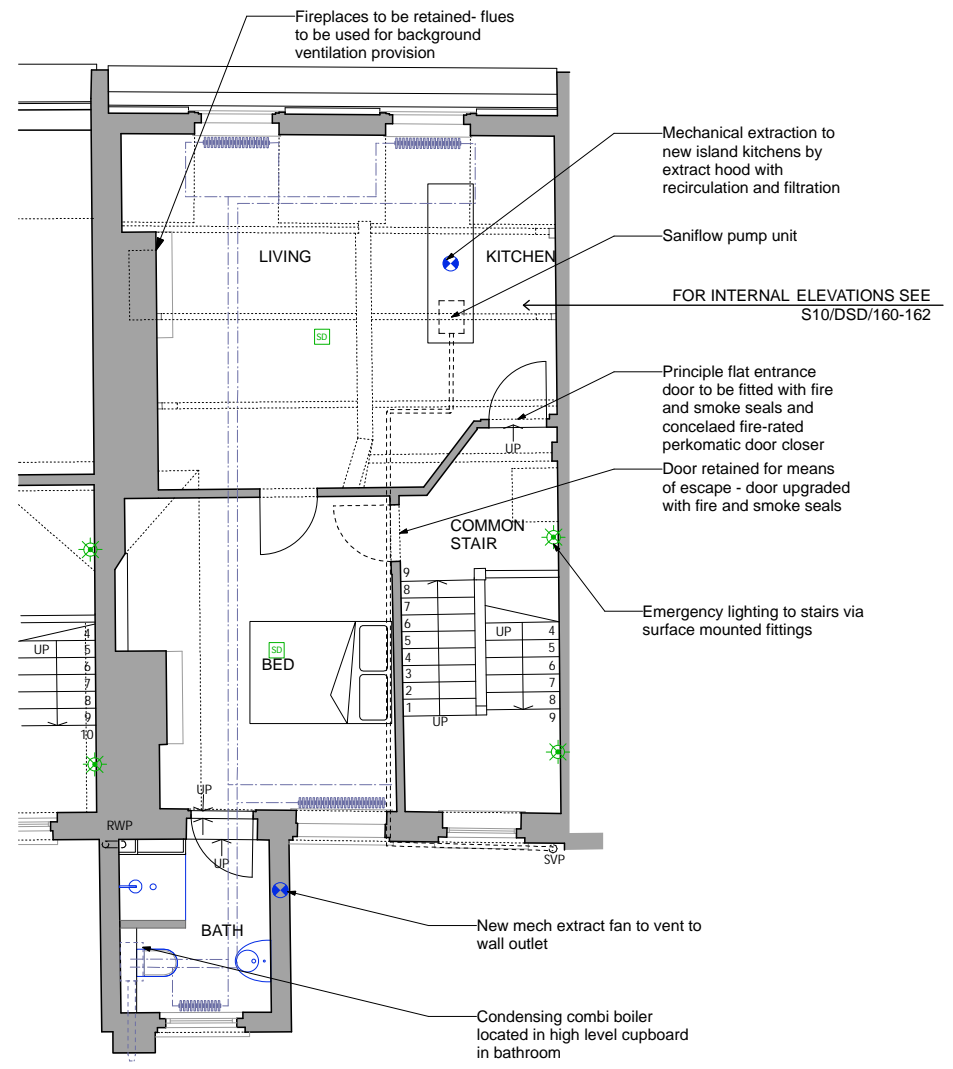 Fireplaces to be retained- flues
to be used for background
ventilation provision
Mechanical extraction to
new island kitchens by
extract hood with
recirculation and filtration
Saniflow pump unit
LIVING
KITCHEN
FOR INTERNAL ELEVATIONS SEE
S10/DSD/160-162
SD
Principle flat entrance
door to be fitted with fire
and smoke seals and
concelaed fire-rated
perkomatic door closer
UP
Door retained for means
of escape - door upgraded
with fire and smoke seals
COMMON
STAIR
9
8
7
6
5
4
3
2
1
UP
UP
4
5
6
7
8
9
Emergency lighting to stairs via
surface mounted fittings
UP
4
5
6
7
8
9
10
SD
BED
UP
RWP
UP
SVP
BATH
New mech extract fan to vent to
wall outlet
Condensing combi boiler
located in high level cupboard
in bathroom